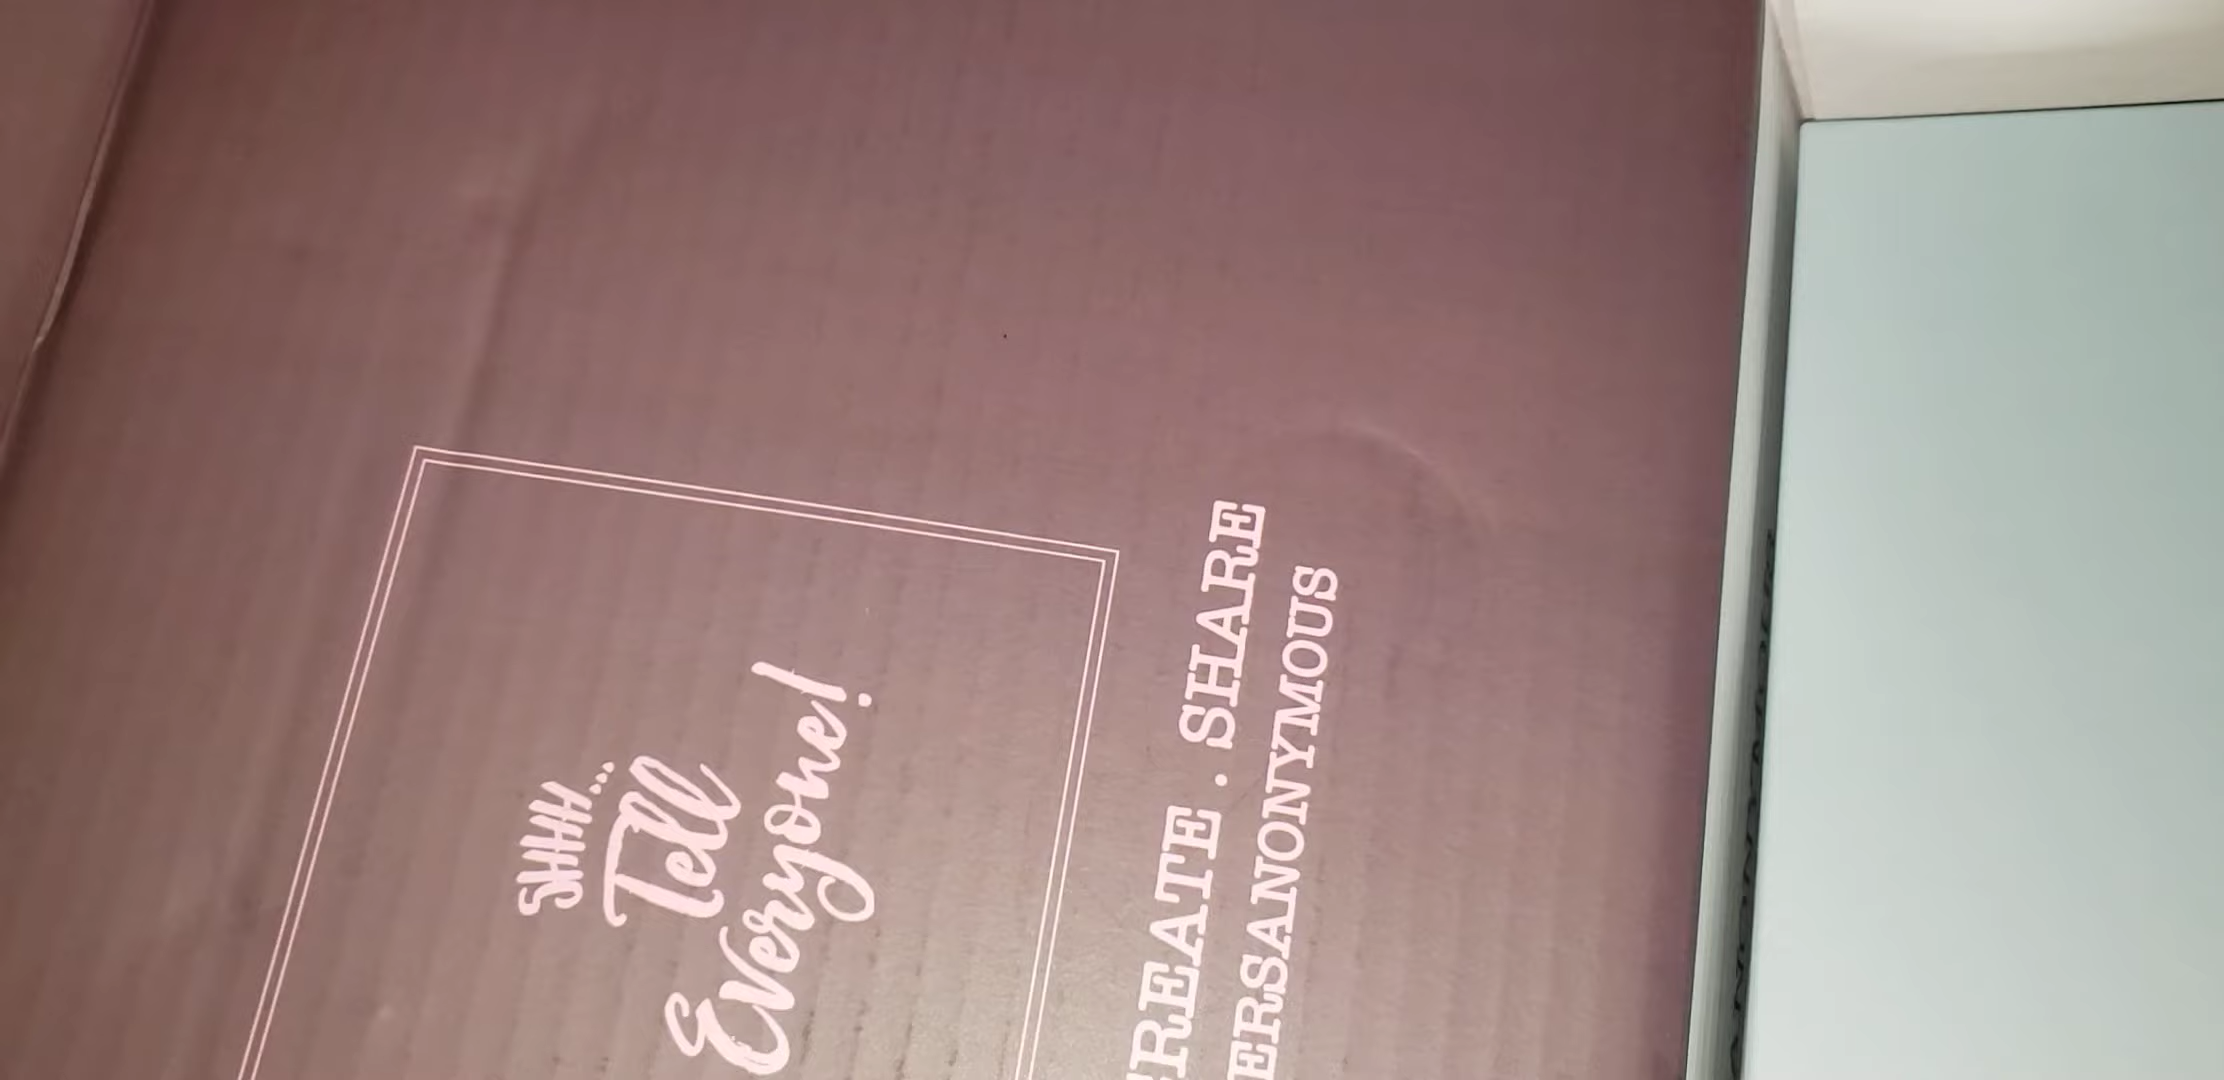 SHHH...
Tell
Everyone!
REATE . SHARE
ERSANONYMOUS